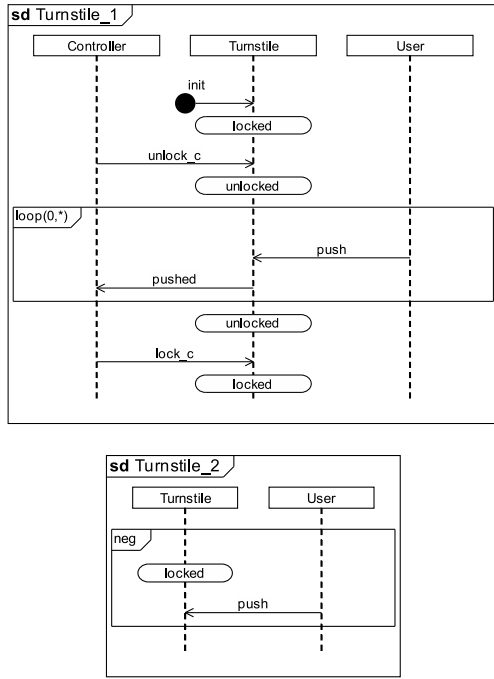 sd Turnstile_1
Controller Turnstile User
init
locked
unlock_c
unlocked
loop(0,*)
push
pushed
unlocked
lock_c
locked
sd Turnstile_2
Turnstile User
neg
locked
push